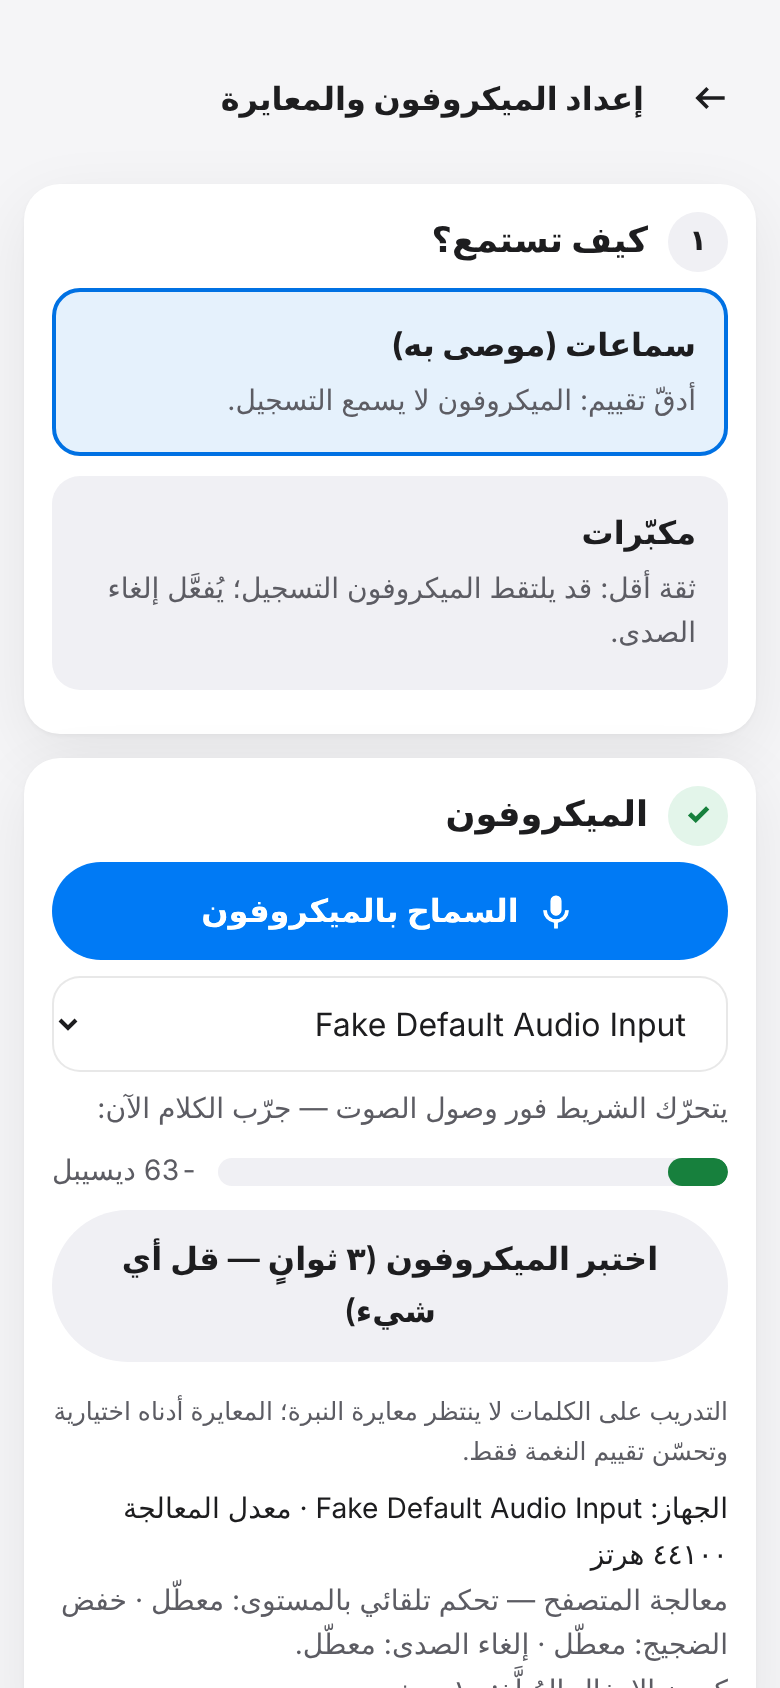 إعداد الميكروفون والمعايرة
١
كيف تستمع؟
سماعات (موصى به)
أدقّ تقييم: الميكروفون لا يسمع التسجيل.
مكبّرات
ثقة أقل: قد يلتقط الميكروفون التسجيل؛ يُفعَّل إلغاء
الصدى.
الميكروفون
السماح بالميكروفون
Fake Default Audio Input
يتحرّك الشريط فور وصول الصوت — جرّب الكلام الآن:
-63 ديسيبل
اختبر الميكروفون (٣ ثوانٍ — قل أي
شيء)
التدريب على الكلمات لا ينتظر معايرة النبرة؛ المعايرة أدناه اختيارية
وتحسّن تقييم النغمة فقط.
الجهاز: Fake Default Audio Input · معدل المعالجة
٤٤١٠٠ هرتز
معالجة المتصفح — تحكم تلقائي بالمستوى: معطّل · خفض
الضجيج: معطّل · إلغاء الصدى: معطّل.